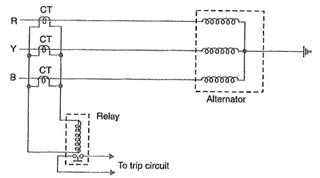 CT
R
CT
Y
CT
B
Alternator
Relay
To trip circuit